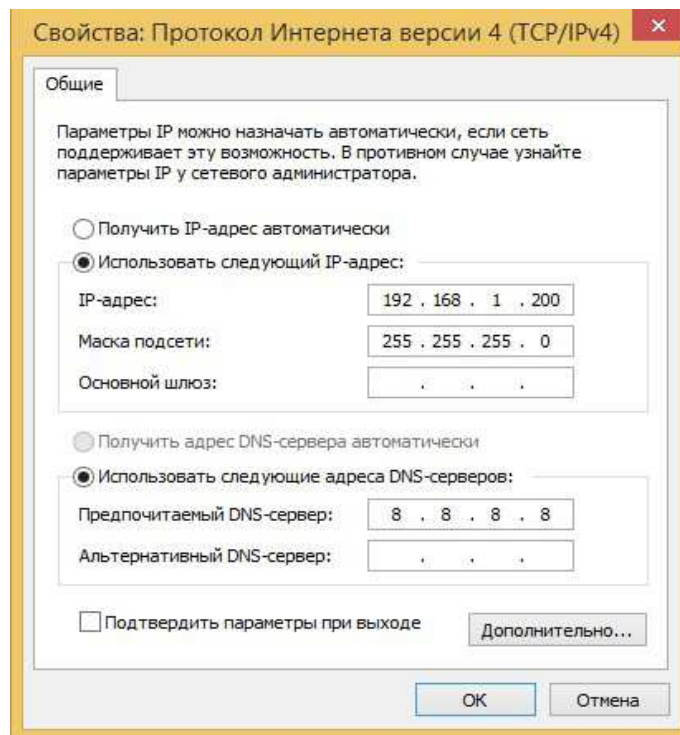 Свойства: Протокол Интернета версии 4 (TCP/IPv4)
Общие
Параметры IP можно назначать автоматически, если сеть
поддерживает эту возможность. В противном случае узнайте
параметры IP у сетевого администратора.
Получить IP-адрес автоматически
Использовать следующий IP-адрес:
IP-адрес: 192 . 168 . 1 . 200
Маска подсети: 255 . 255 . 255 . 0
Основной шлюз: . . .
Получить адрес DNS-сервера автоматически
Использовать следующие адреса DNS-серверов:
Предпочитаемый DNS-сервер: 8 . 8 . 8 . 8
Альтернативный DNS-сервер: . . .
Подтвердить параметры при выходе Дополнительно...
ОК Отмена